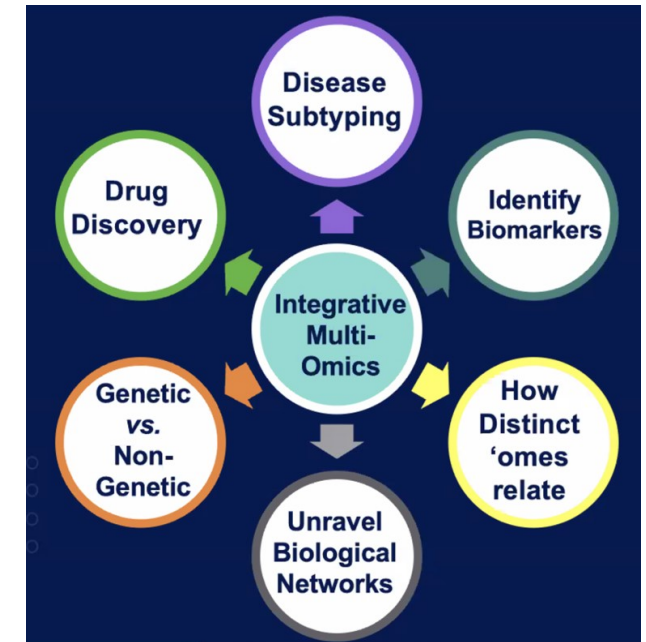 Disease
Subtyping
Drug
Discovery
Identify
Biomarkers
Integrative
Multi-
Omics
Genetic
vs.
Non-
Genetic
How
Distinct
‘omes
relate
Unravel
Biological
Networks